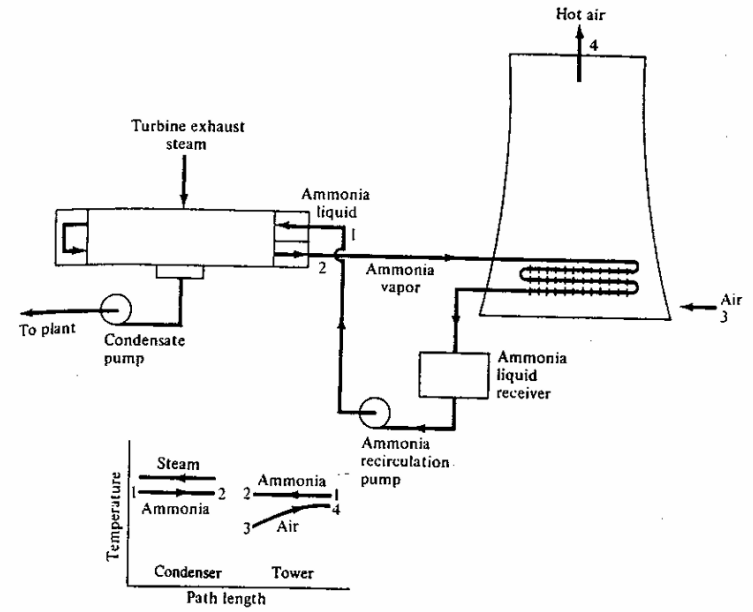 Hot air
4
Turbine exhaust
steam
Ammonia
liquid
1
2
Ammonia
vapor
Air
3
To plant
Condensate
pump
Ammonia
liquid
receiver
Ammonia
recirculation
pump
Temperature
Steam
1
2
Ammonia
Ammonia
2
1
4
3
Air
Condenser
Tower
Path length